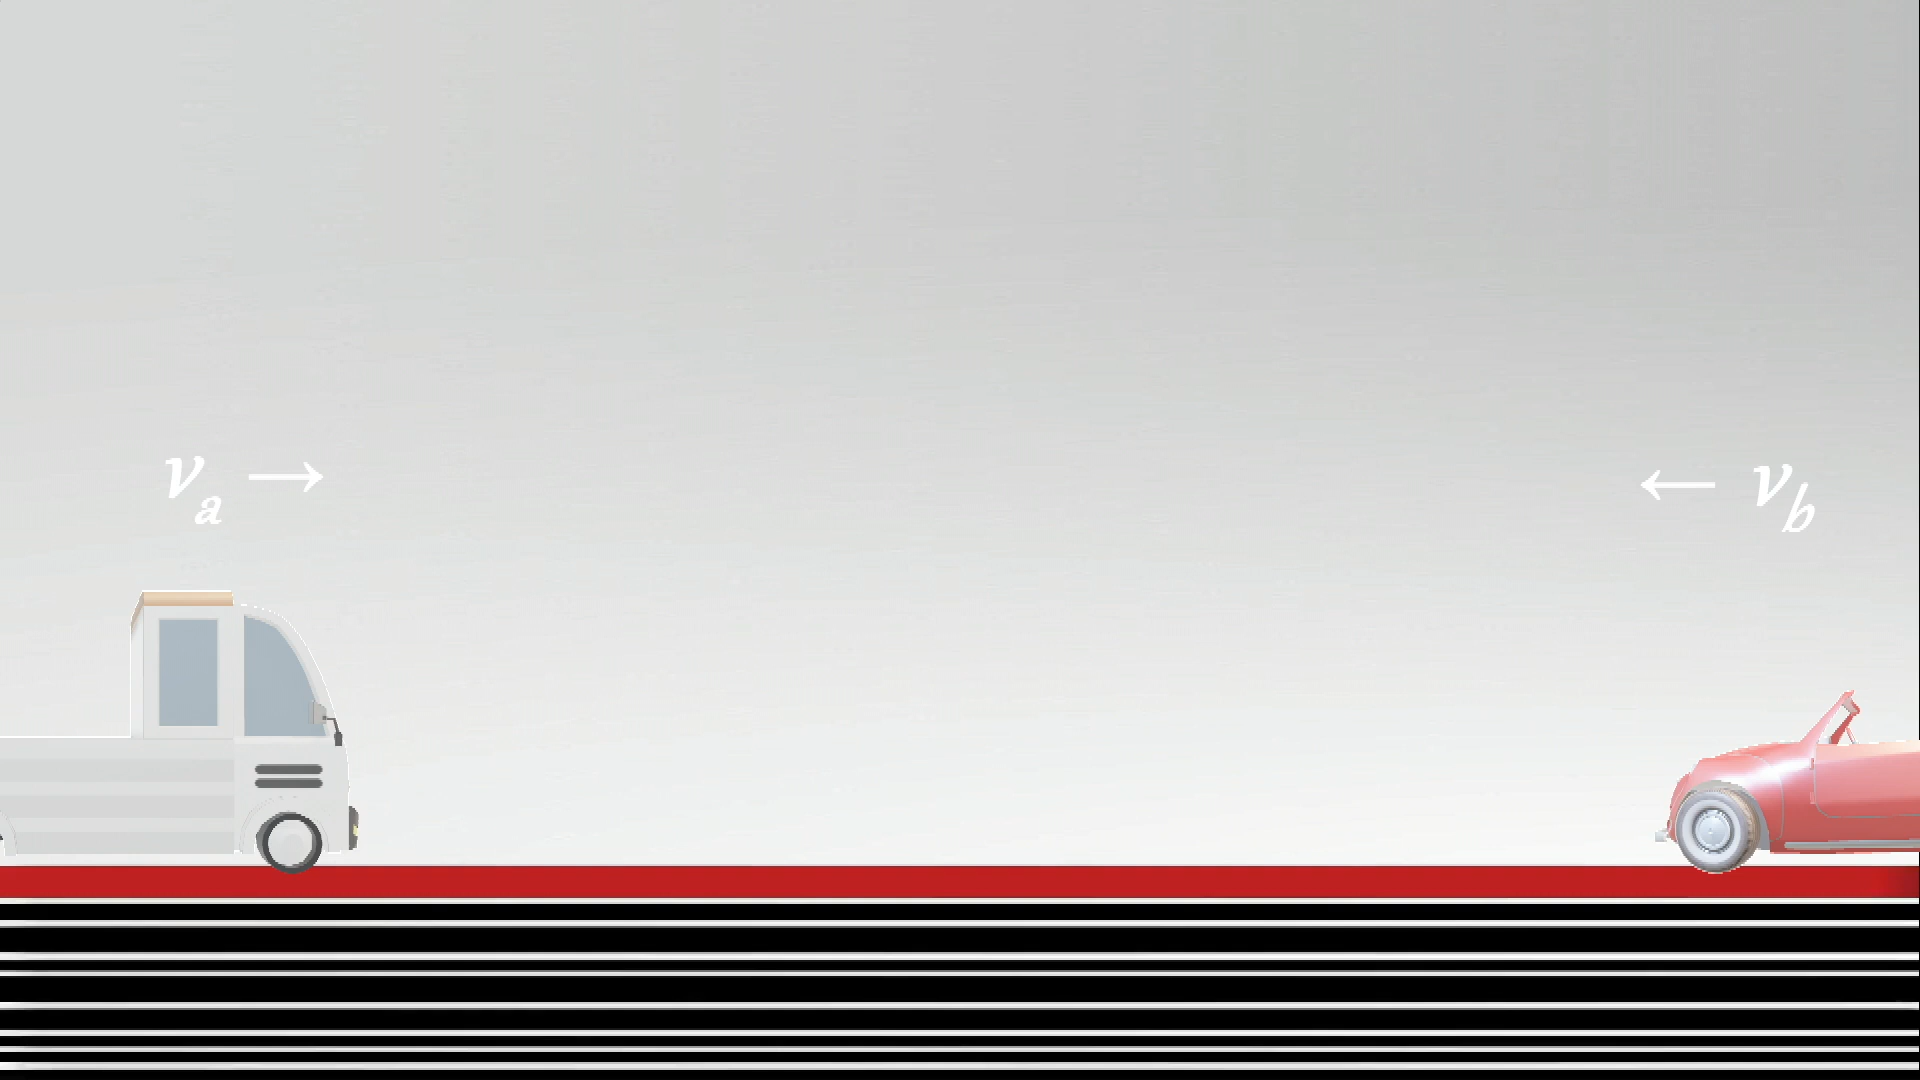 v_a → ← v_b